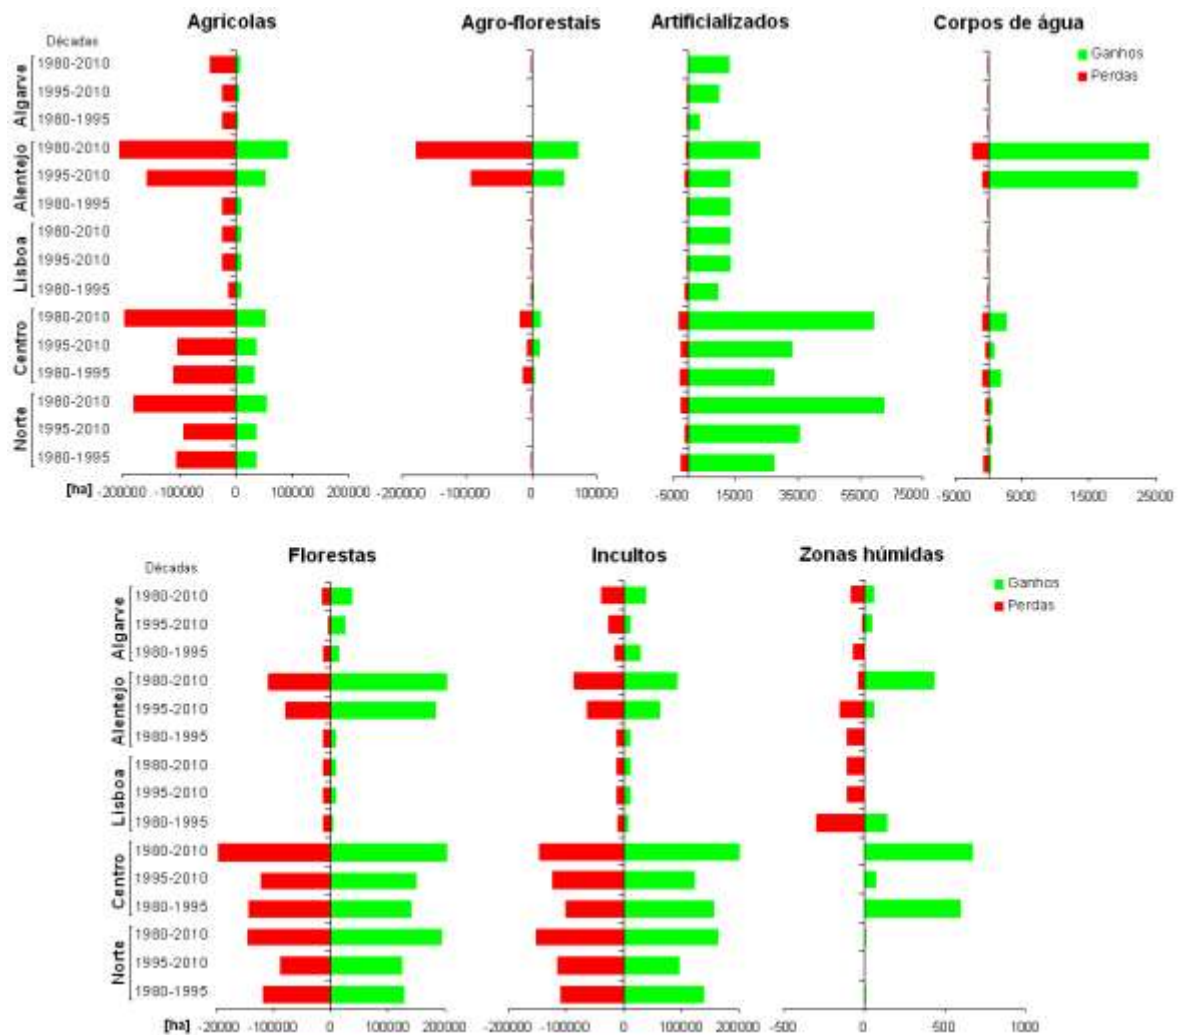 Agrícolas Agro-florestais Artificializados Corpos de água
Décadas
Ganhos
Perdas
Algarve
1980-2010
1995-2010
1980-1995
Alentejo
1980-2010
1995-2010
1980-1995
Lisboa
1980-2010
1995-2010
1980-1995
Centro
1980-2010
1995-2010
1980-1995
Norte
1980-2010
1995-2010
1980-1995
[ha] -200000 -100000 0 100000 200000 -200000 -100000 0 100000 -5000 15000 35000 55000 75000 -5000 5000 15000 25000
Florestas Incultos Zonas húmidas
Décadas
Ganhos
Perdas
Algarve
1980-2010
1995-2010
1980-1995
Alentejo
1980-2010
1995-2010
1980-1995
Lisboa
1980-2010
1995-2010
1980-1995
Centro
1980-2010
1995-2010
1980-1995
Norte
1980-2010
1995-2010
1980-1995
[ha] -20000 -100000 0 100000 200000 -200000 -100000 0 100000 200000 -500 0 500 1000